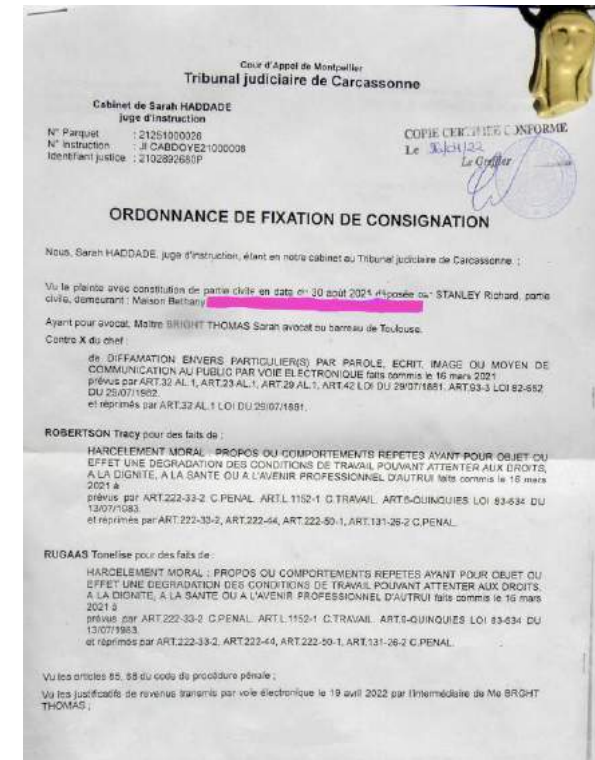 Cour d'Appel de Montpellier
Tribunal judiciaire de Carcassonne
Cabinet de Sarah HADDADE
juge d'instruction
N° Parquet : 21251000026
N° Instruction : JI CABDOYE21000008
Identifiant justice : 2102892680P
COPIE CERTIFIÉE CONFORME
Le
Le Greffier
ORDONNANCE DE FIXATION DE CONSIGNATION
Nous, Sarah HADDADE, juge d'instruction, étant en notre cabinet au Tribunal judiciaire de Carcassonne ;
Vu la plainte avec constitution de partie civile en date du 30 août 2021 déposée par STANLEY Richard, partie
civile, demeurant : Maison Bethany
Ayant pour avocat, Maître BRIGHT THOMAS Sarah avocat au barreau de Toulouse.
Contre X du chef :
de DIFFAMATION ENVERS PARTICULIER(S) PAR PAROLE, ECRIT, IMAGE OU MOYEN DE
COMMUNICATION AU PUBLIC PAR VOIE ELECTRONIQUE faits commis le 16 mars 2021
prévus par ART.32 AL.1, ART.23 AL.1, ART.29 AL.1, ART.42 LOI DU 29/07/1881. ART.93-3 LOI 82-652
DU 29/07/1982.
et réprimés par ART.32 AL.1 LOI DU 29/07/1881.
ROBERTSON Tracy pour des faits de :
HARCELEMENT MORAL : PROPOS OU COMPORTEMENTS REPETES AYANT POUR OBJET OU
EFFET UNE DEGRADATION DES CONDITIONS DE TRAVAIL POUVANT ATTENTER AUX DROITS,
A LA DIGNITE, A LA SANTE OU A L'AVENIR PROFESSIONNEL D'AUTRUI faits commis le 16 mars
2021 à
prévus par ART.222-33-2 C.PENAL. ART.L.1152-1 C.TRAVAIL. ART.6-QUINQUIES LOI 83-634 DU
13/07/1983.
et réprimés par ART.222-33-2, ART.222-44, ART.222-50-1, ART.131-26-2 C.PENAL.
RUGAAS Tonelise pour des faits de :
HARCELEMENT MORAL : PROPOS OU COMPORTEMENTS REPETES AYANT POUR OBJET OU
EFFET UNE DEGRADATION DES CONDITIONS DE TRAVAIL POUVANT ATTENTER AUX DROITS,
A LA DIGNITE, A LA SANTE OU A L'AVENIR PROFESSIONNEL D'AUTRUI faits commis le 16 mars
2021 à
prévus par ART.222-33-2 C.PENAL. ART.L.1152-1 C.TRAVAIL. ART.6-QUINQUIES LOI 83-634 DU
13/07/1983.
et réprimés par ART.222-33-2, ART.222-44, ART.222-50-1, ART.131-26-2 C.PENAL.
Vu les articles 85, 88 du code de procédure pénale ;
Vu les justificatifs de revenus transmis par voie électronique le 19 avril 2022 par l'intermédiaire de Me BRGHT
THOMAS ;